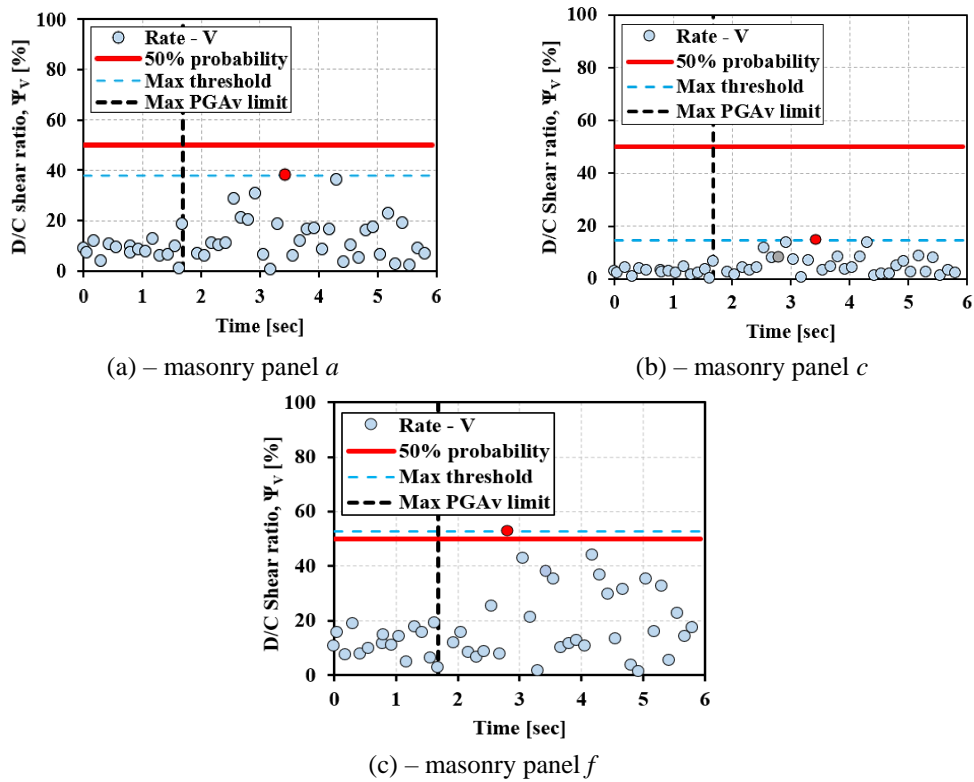 D/C shear ratio, ΨV [%]
100
80
60
40
20
0
Rate - V
50% probability
Max threshold
Max PGAv limit
0 1 2 3 4 5 6
Time [sec]
(a) – masonry panel a
D/C Shear ratio, ΨV [%]
100
80
60
40
20
0
Rate - V
50% probability
Max threshold
Max PGAv limit
0 1 2 3 4 5 6
Time [sec]
(b) – masonry panel c
D/C Shear ratio, ΨV [%]
100
80
60
40
20
0
Rate - V
50% probability
Max threshold
Max PGAv limit
0 1 2 3 4 5 6
Time [sec]
(c) – masonry panel f